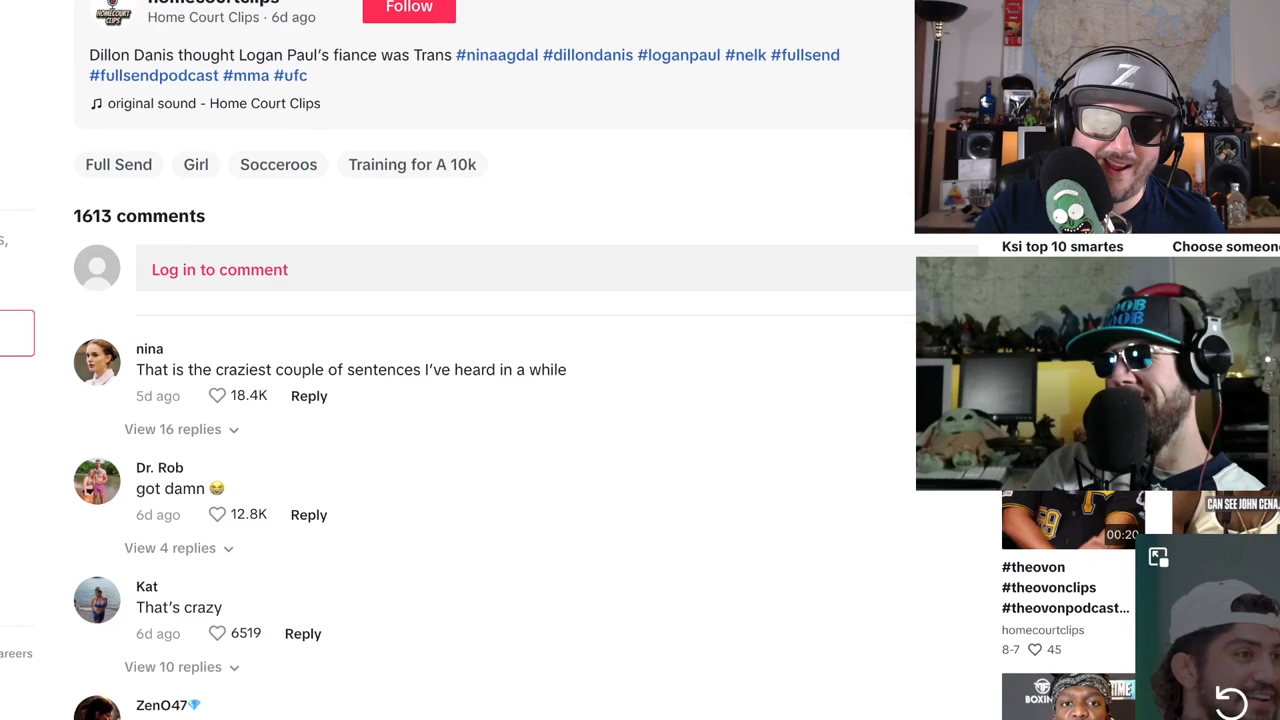 homecourtclips
Home Court Clips · 6d ago
Follow
Dillon Danis thought Logan Paul’s fiance was Trans #ninaagdal #dillondanis #loganpaul #nelk #fullsend
#fullsendpodcast #mma #ufc
original sound - Home Court Clips
Full Send
Girl
Socceroos
Training for A 10k
1613 comments
Log in to comment
nina
That is the craziest couple of sentences I’ve heard in a while
5d ago
18.4K
Reply
View 16 replies
Dr. Rob
got damn 😭
6d ago
12.8K
Reply
View 4 replies
Kat
That’s crazy
6d ago
6519
Reply
View 10 replies
ZenO47💎
s,
areers
Z
Ksi top 10 smartes
Choose someon
CAN SEE JOHN CENA
00:20
#theovon
#theovonclips
#theovonpodcast...
homecourtclips
8-7
45
BOXIN